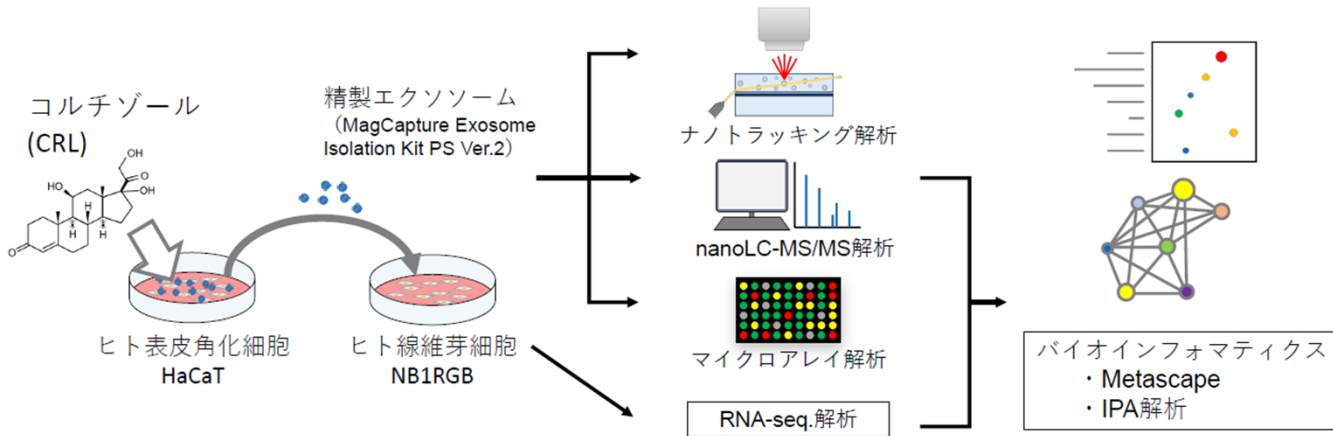 コルチゾール
(CRL)
OH
O
HO
OH
H
H
H
O
精製エクソソーム
（MagCapture Exosome
Isolation Kit PS Ver.2）
ヒト表皮角化細胞
HaCaT
ヒト線維芽細胞
NB1RGB
ナノトラッキング解析
nanoLC-MS/MS解析
マイクロアレイ解析
RNA-seq.解析
バイオインフォマティクス
・Metascape
・IPA解析